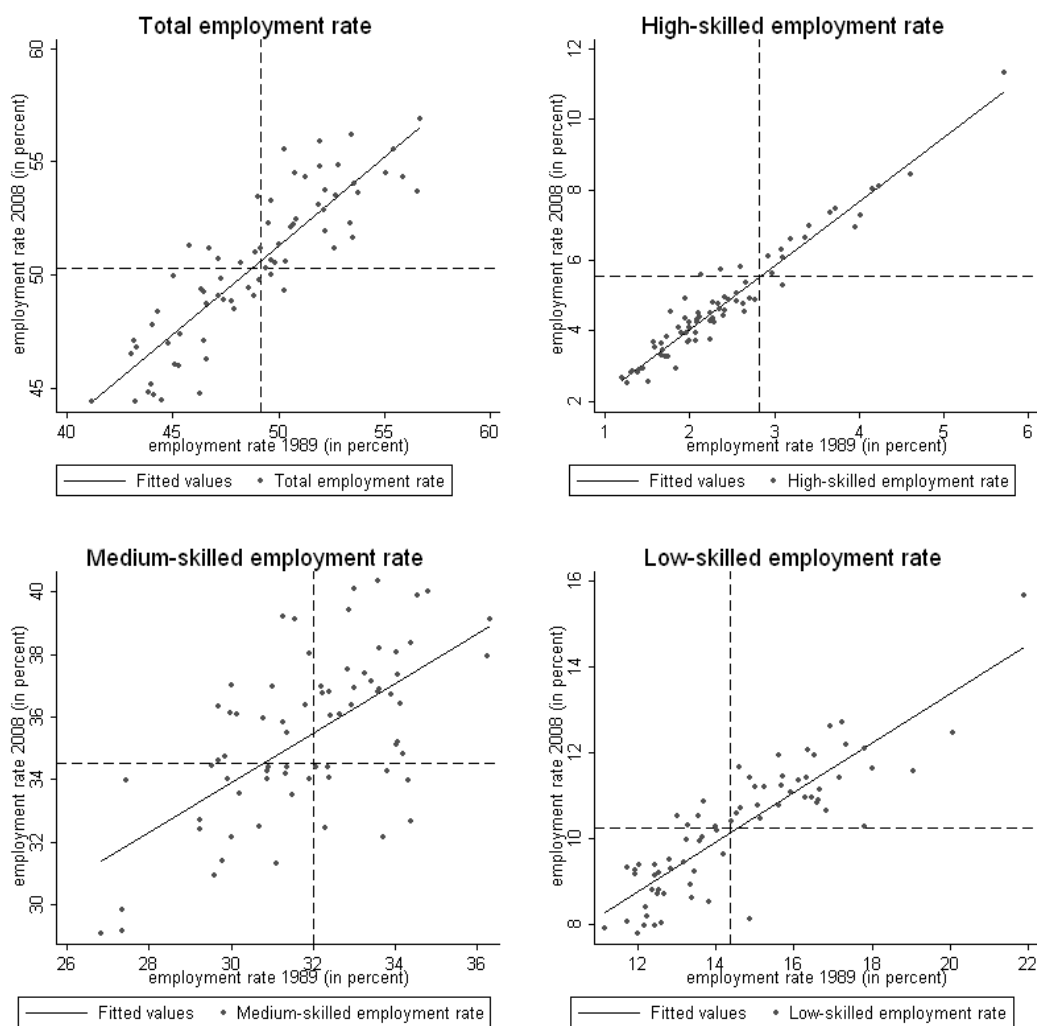 Total employment rate
employment rate 2008 (in percent)
60
55
50
45
40 45 50 55 60
employment rate 1989 (in percent)
Fitted values Total employment rate
High-skilled employment rate
employment rate 2008 (in percent)
12
10
8
6
4
2
1 2 3 4 5 6
employment rate 1989 (in percent)
Fitted values High-skilled employment rate
Medium-skilled employment rate
employment rate 2008 (in percent)
40
38
36
34
32
30
26 28 30 32 34 36
employment rate 1989 (in percent)
Fitted values Medium-skilled employment rate
Low-skilled employment rate
employment rate 2008 (in percent)
16
14
12
10
8
12 14 16 18 20 22
employment rate 1989 (in percent)
Fitted values Low-skilled employment rate